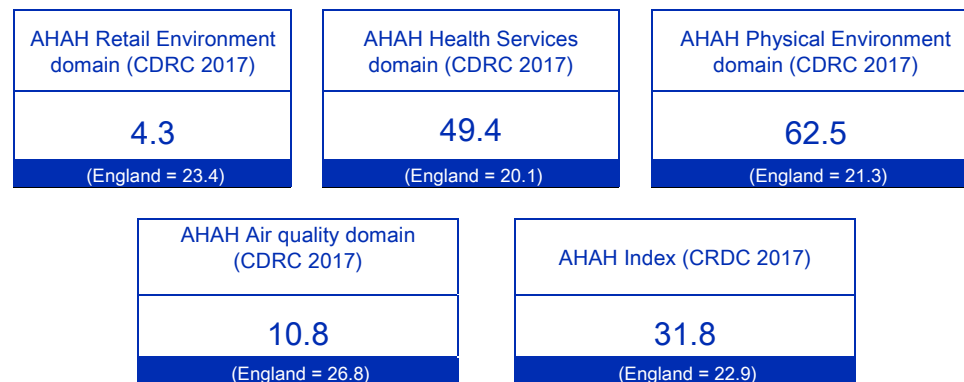 AHAH Retail Environment
domain (CDRC 2017)
4.3
(England = 23.4)
AHAH Health Services
domain (CDRC 2017)
49.4
(England = 20.1)
AHAH Physical Environment
domain (CDRC 2017)
62.5
(England = 21.3)
AHAH Air quality domain
(CDRC 2017)
10.8
(England = 26.8)
AHAH Index (CRDC 2017)
31.8
(England = 22.9)